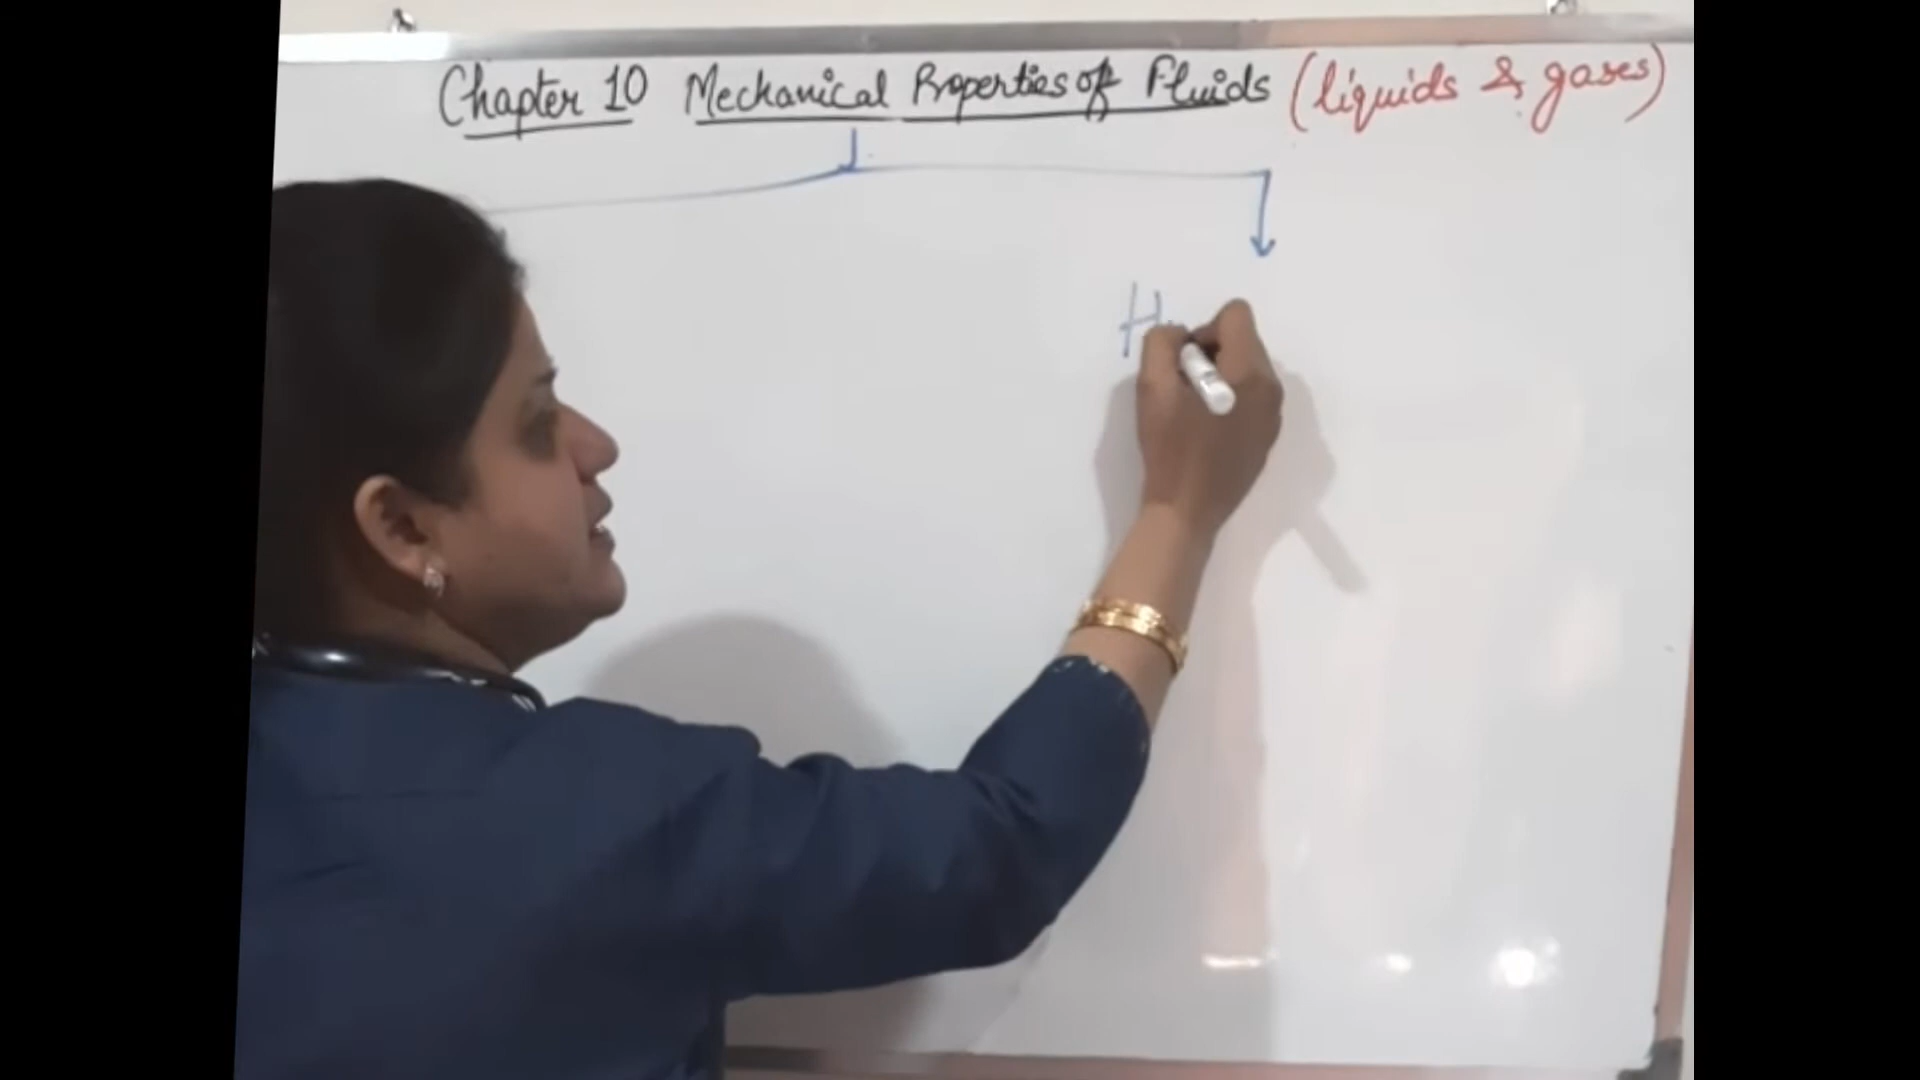 Chapter 10 Mechanical Properties of Fluids (liquids & gases)
H